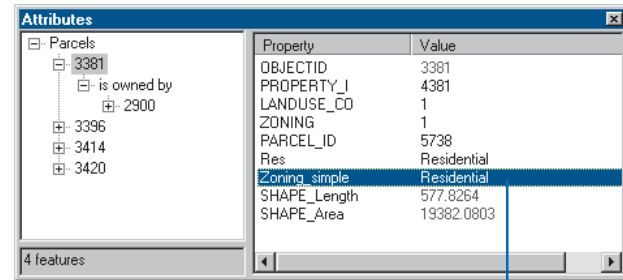 Attributes
Parcels
3381
is owned by
2900
3396
3414
3420
4 features
Property Value
OBJECTID 3381
PROPERTY_I 4381
LANDUSE_CO 1
ZONING 1
PARCEL_ID 5738
Res Residential
Zoning_simple Residential
SHAPE_Length 577.8264
SHAPE_Area 19382.0803